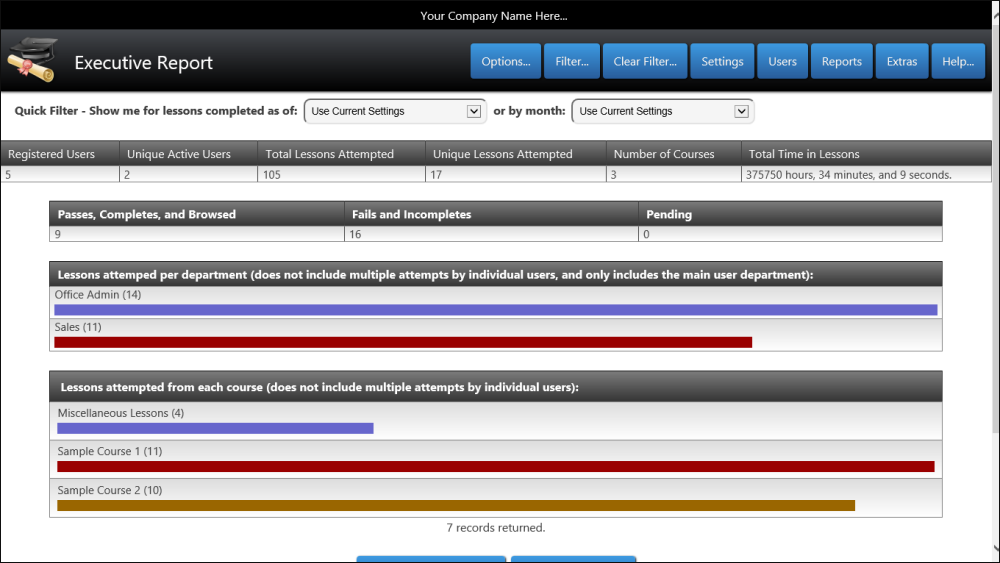 Your Company Name Here...
Executive Report
Options... Filter... Clear Filter... Settings Users Reports Extras Help...
Quick Filter - Show me for lessons completed as of: Use Current Settings or by month: Use Current Settings
Registered Users Unique Active Users Total Lessons Attempted Unique Lessons Attempted Number of Courses Total Time in Lessons
5 2 105 17 3 375750 hours, 34 minutes, and 9 seconds.
Passes, Completes, and Browsed Fails and Incompletes Pending
9 16 0
Lessons attemped per department (does not include multiple attempts by individual users, and only includes the main user department):
Office Admin (14)
Sales (11)
Lessons attempted from each course (does not include multiple attempts by individual users):
Miscellaneous Lessons (4)
Sample Course 1 (11)
Sample Course 2 (10)
7 records returned.